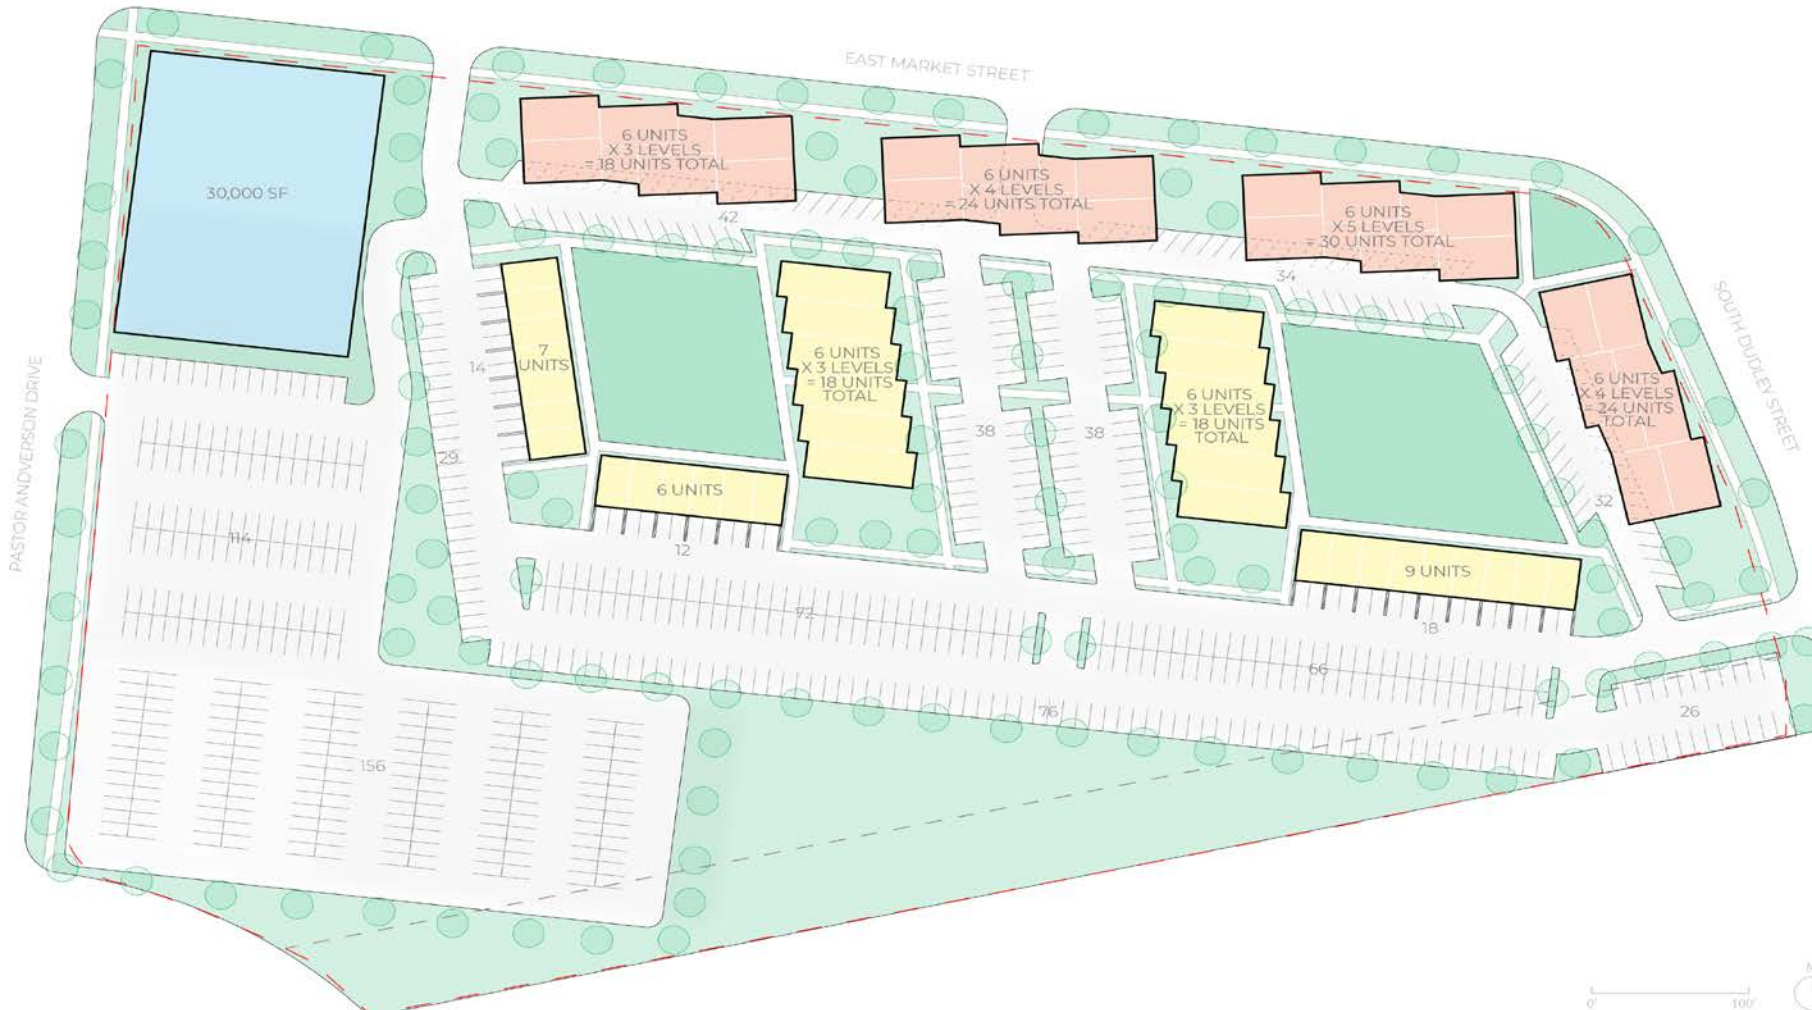 EAST MARKET STREET
30,000 SF
6 UNITS
X 3 LEVELS
= 18 UNITS TOTAL
6 UNITS
X 4 LEVELS
= 24 UNITS TOTAL
6 UNITS
X 5 LEVELS
= 30 UNITS TOTAL
42
34
SOUTH DUDLEY STREET
PASTOR ANDVERSON DRIVE
14
7
UNITS
6 UNITS
X 3 LEVELS
= 18 UNITS
TOTAL
6 UNITS
X 3 LEVELS
= 18 UNITS
TOTAL
6 UNITS
X 4 LEVELS
= 24 UNITS
TOTAL
38
38
29
6 UNITS
32
114
12
9 UNITS
72
18
66
76
26
156
0'
100'